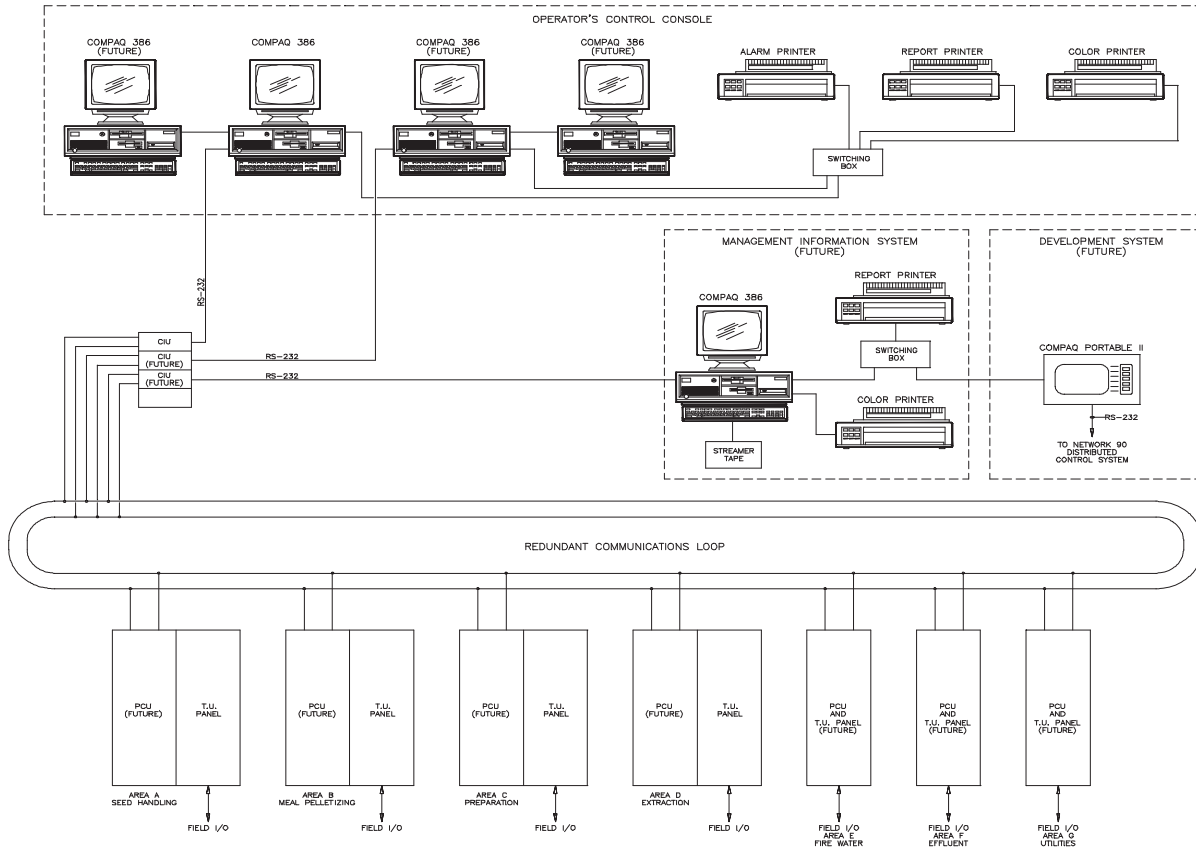 OPERATOR'S CONTROL CONSOLE
COMPAQ 386
(FUTURE)
COMPAQ 386
COMPAQ 386
(FUTURE)
COMPAQ 386
(FUTURE)
ALARM PRINTER
REPORT PRINTER
COLOR PRINTER
SWITCHING
BOX
MANAGEMENT INFORMATION SYSTEM
(FUTURE)
REPORT PRINTER
COMPAQ 386
SWITCHING
BOX
COLOR PRINTER
STREAMER
TAPE
DEVELOPMENT SYSTEM
(FUTURE)
COMPAQ PORTABLE II
RS-232
TO NETWORK 90
DISTRIBUTED
CONTROL SYSTEM
RS-232
CIU
CIU
(FUTURE)
CIU
(FUTURE)
RS-232
RS-232
REDUNDANT COMMUNICATIONS LOOP
PCU
(FUTURE)
T.U.
PANEL
PCU
(FUTURE)
T.U.
PANEL
PCU
(FUTURE)
T.U.
PANEL
PCU
(FUTURE)
T.U.
PANEL
PCU
AND
T.U. PANEL
(FUTURE)
PCU
AND
T.U. PANEL
(FUTURE)
PCU
AND
T.U. PANEL
(FUTURE)
AREA A
SEED HANDLING
FIELD I/O
AREA B
MEAL PELLETIZING
FIELD I/O
AREA C
PREPARATION
FIELD I/O
AREA D
EXTRACTION
FIELD I/O
FIELD I/O
AREA E
FIRE WATER
FIELD I/O
AREA F
EFFLUENT
FIELD I/O
AREA G
UTILITIES